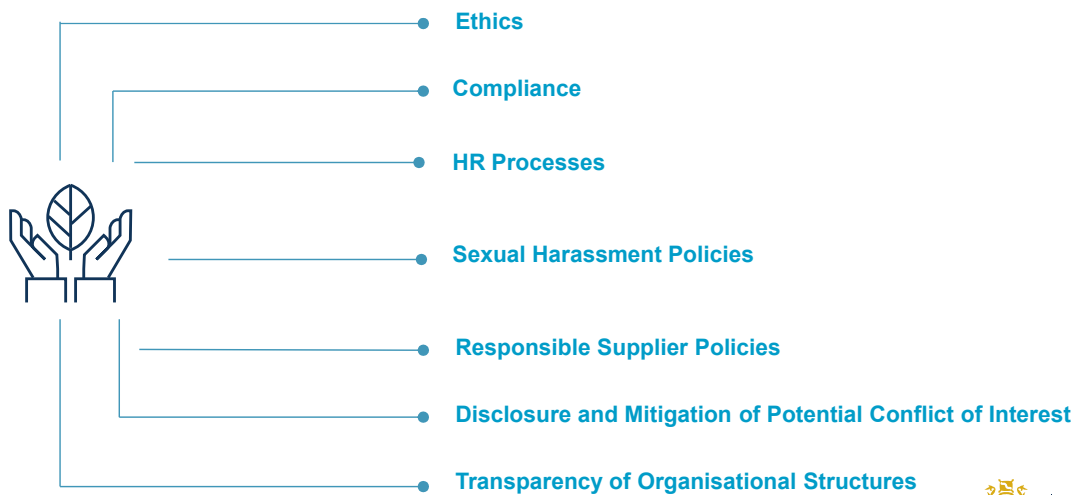 Ethics
Compliance
HR Processes
Sexual Harassment Policies
Responsible Supplier Policies
Disclosure and Mitigation of Potential Conflict of Interest
Transparency of Organisational Structures